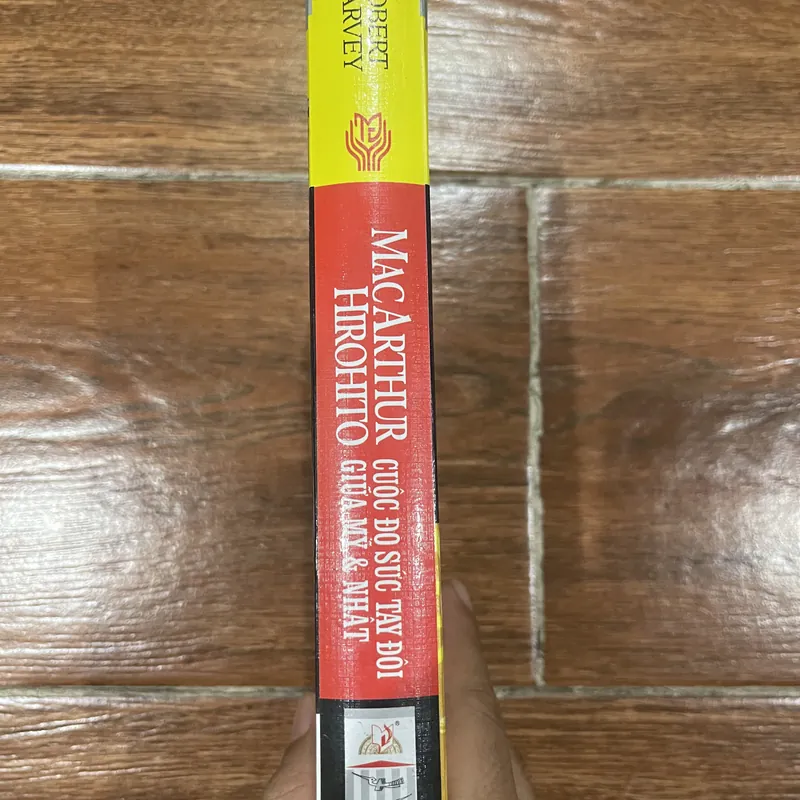 OBERT
ARVEY
MACARTHUR CUỘC ĐỌ SỨC TAY ĐÔI
HIROHITO GIỮA MỸ & NHẬT